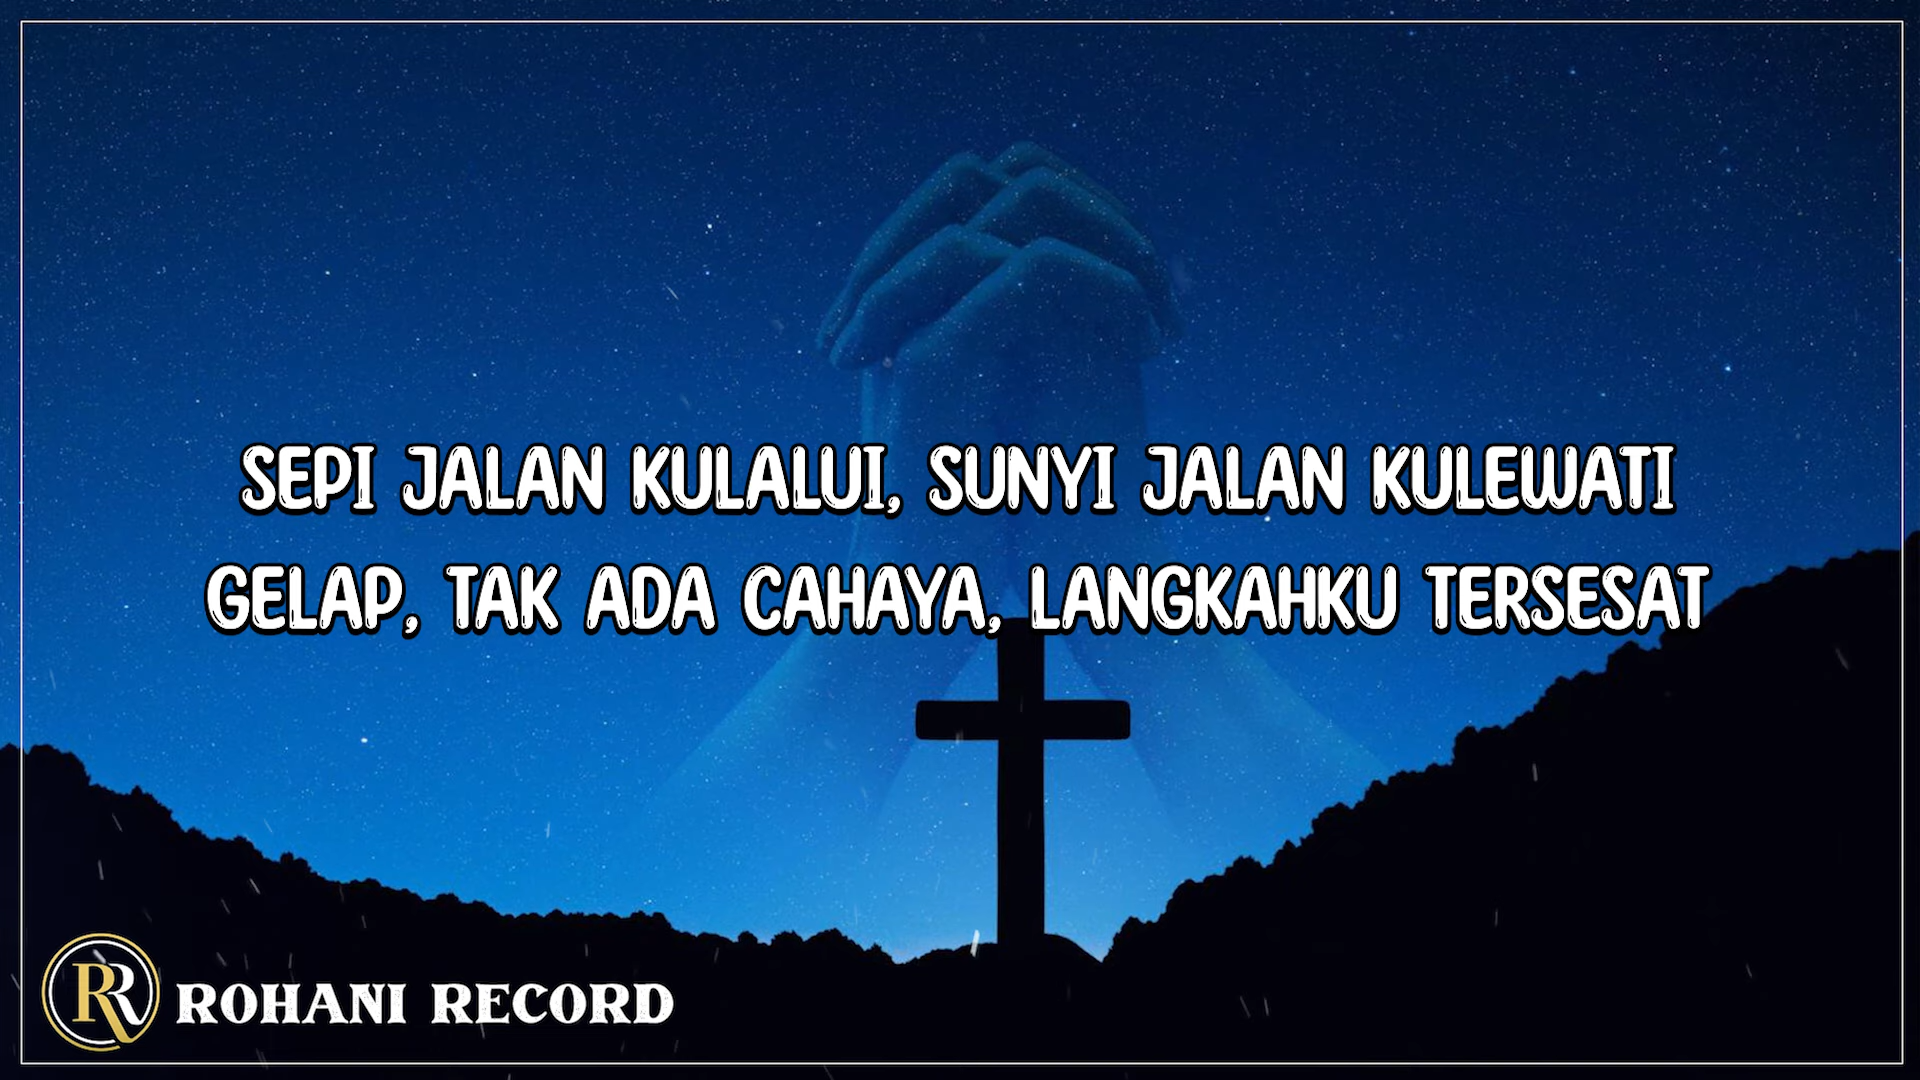 SEPI JALAN KULALUI, SUNYI JALAN KULEWATI
GELAP, TAK ADA CAHAYA, LANGKAHKU TERSESAT
RR ROHANI RECORD